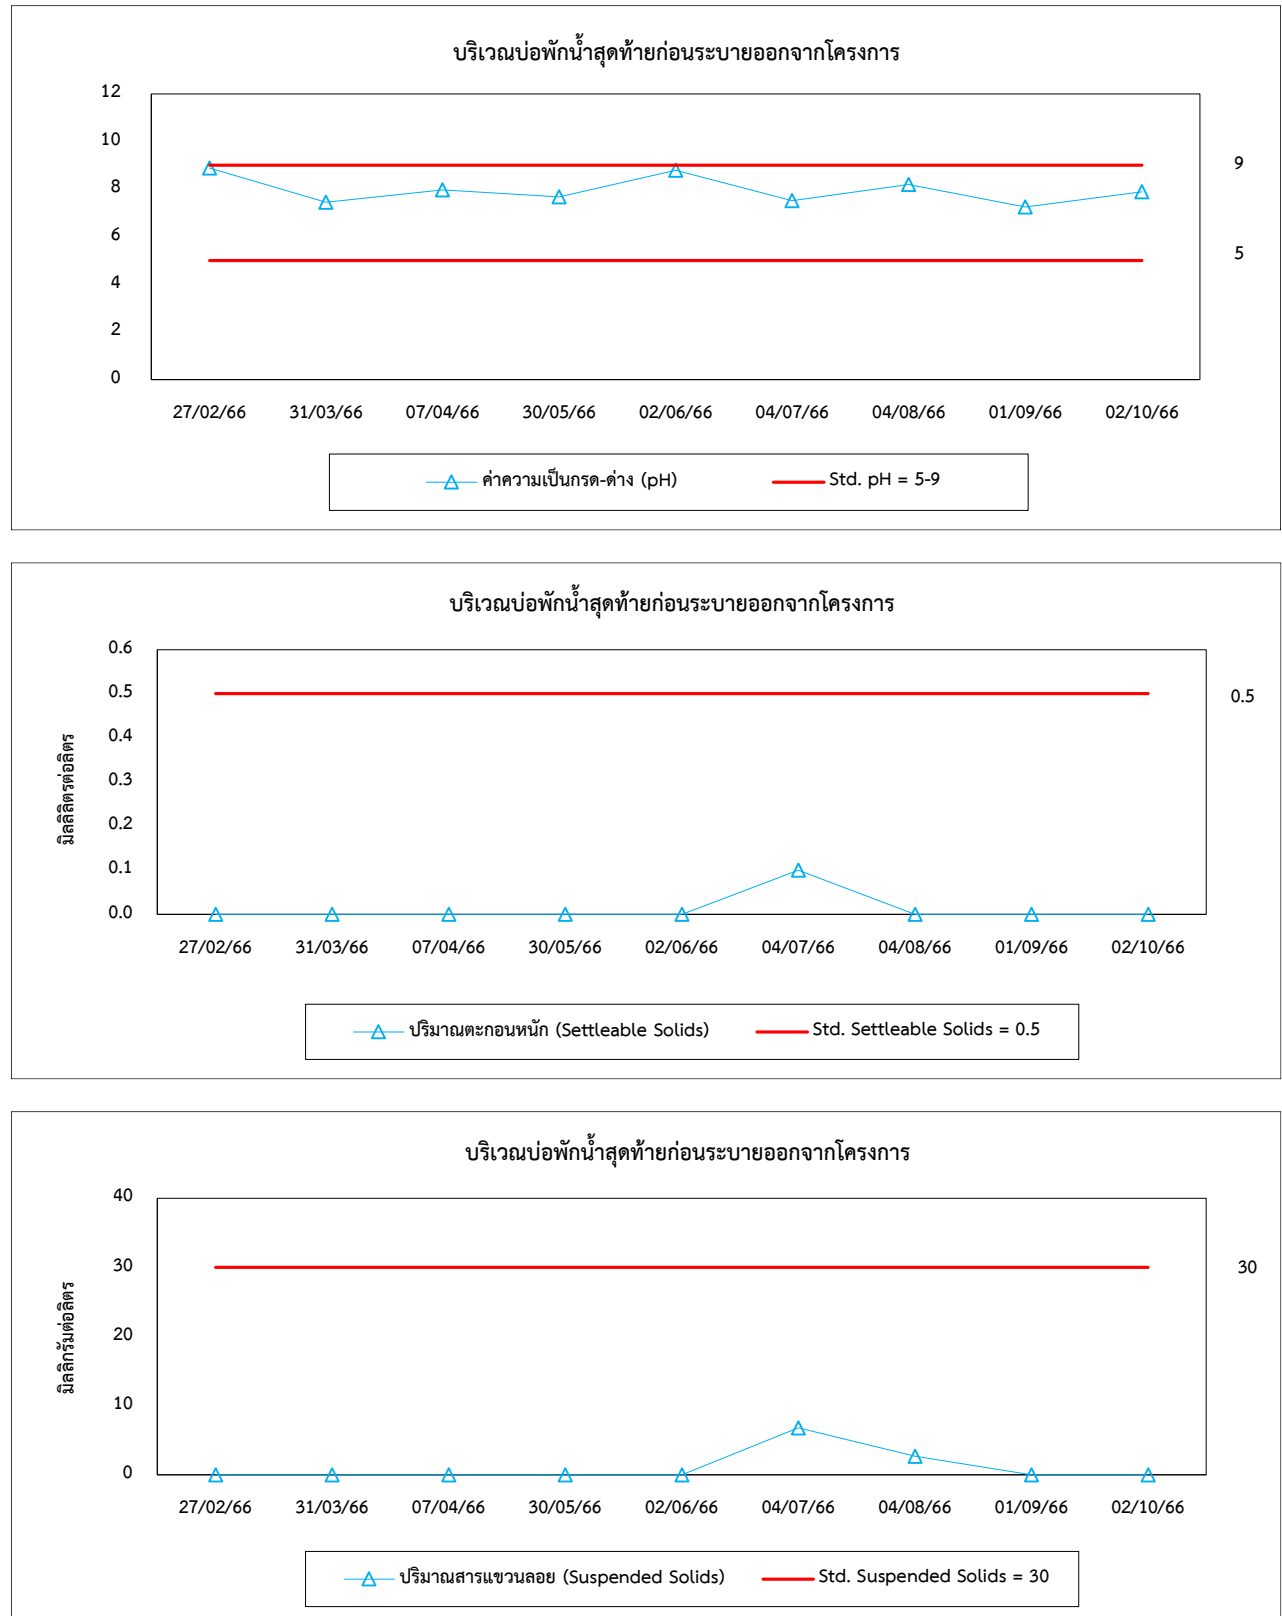 บริเวณบ่อพักน้ำสุดท้ายก่อนระบายออกจากโครงการ
12
10
8
6
4
2
0
9
5
27/02/66 31/03/66 07/04/66 30/05/66 02/06/66 04/07/66 04/08/66 01/09/66 02/10/66
ค่าความเป็นกรด-ด่าง (pH) Std. pH = 5-9
บริเวณบ่อพักน้ำสุดท้ายก่อนระบายออกจากโครงการ
มิลลิลิตรต่อลิตร
0.6
0.5
0.4
0.3
0.2
0.1
0.0
0.5
27/02/66 31/03/66 07/04/66 30/05/66 02/06/66 04/07/66 04/08/66 01/09/66 02/10/66
ปริมาณตะกอนหนัก (Settleable Solids) Std. Settleable Solids = 0.5
บริเวณบ่อพักน้ำสุดท้ายก่อนระบายออกจากโครงการ
มิลลิกรัมต่อลิตร
40
30
20
10
0
30
27/02/66 31/03/66 07/04/66 30/05/66 02/06/66 04/07/66 04/08/66 01/09/66 02/10/66
ปริมาณสารแขวนลอย (Suspended Solids) Std. Suspended Solids = 30